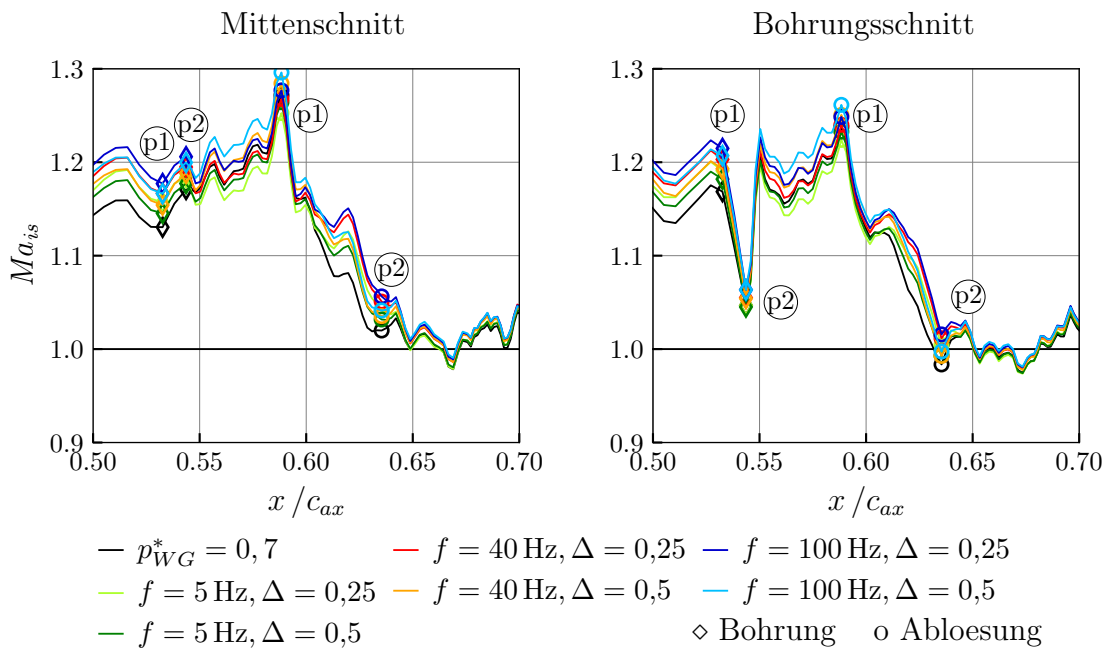 Mittenschnitt Bohrungsschnitt
1.3 1.3
p1 p2 p1 p1 p1
1.2 1.2
Ma_is
1.1 p2 1.1 p2 p2
1.0 1.0
0.9 0.9
0.50 0.55 0.60 0.65 0.70 0.50 0.55 0.60 0.65 0.70
x /c_ax x /c_ax
p*_WG = 0, 7 f = 40 Hz, Δ = 0,25 f = 100 Hz, Δ = 0,25
f = 5 Hz, Δ = 0,25 f = 40 Hz, Δ = 0,5 f = 100 Hz, Δ = 0,5
f = 5 Hz, Δ = 0,5 ◇ Bohrung o Abloesung